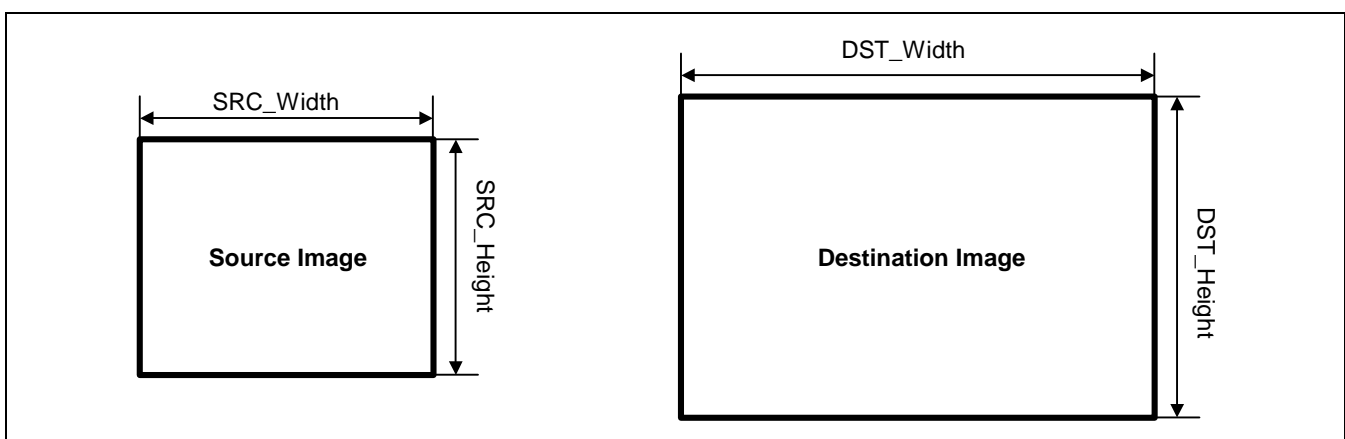 SRC_Width
SRC_Height
Source Image
DST_Width
DST_Height
Destination Image